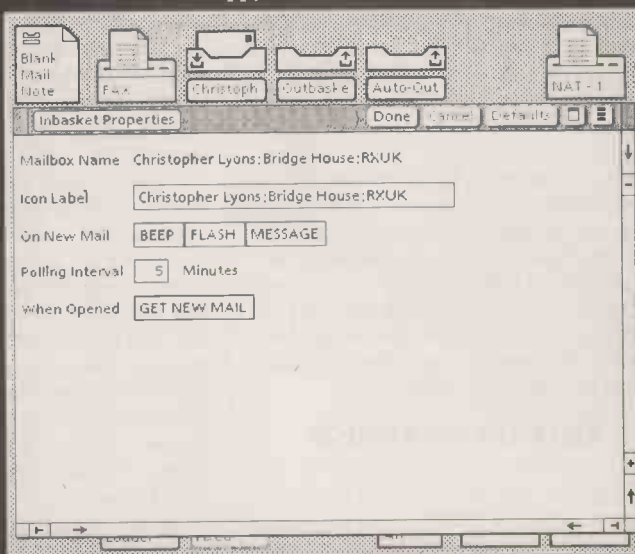 Blank
Mail
Note
FAX
Christoph
Outbaske
Auto-Out
NAT - 1
Inbasket Properties
Done
Cancel
Defaults
Mailbox Name Christopher Lyons:Bridge House:RXUK
Icon Label Christopher Lyons:Bridge House:RXUK
On New Mail BEEP FLASH MESSAGE
Polling Interval 5 Minutes
When Opened GET NEW MAIL
Loader